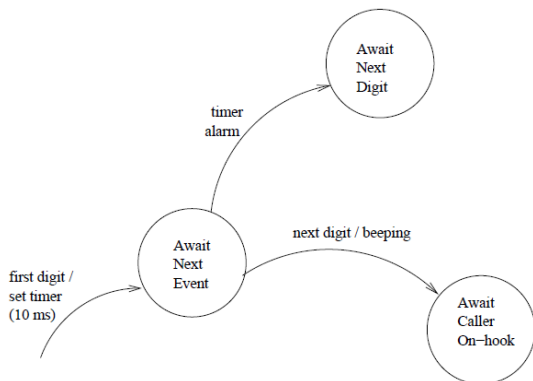 Await
Next
Digit
timer
alarm
next digit / beeping
Await
Next
Event
first digit /
set timer
(10 ms)
Await
Caller
On−hook